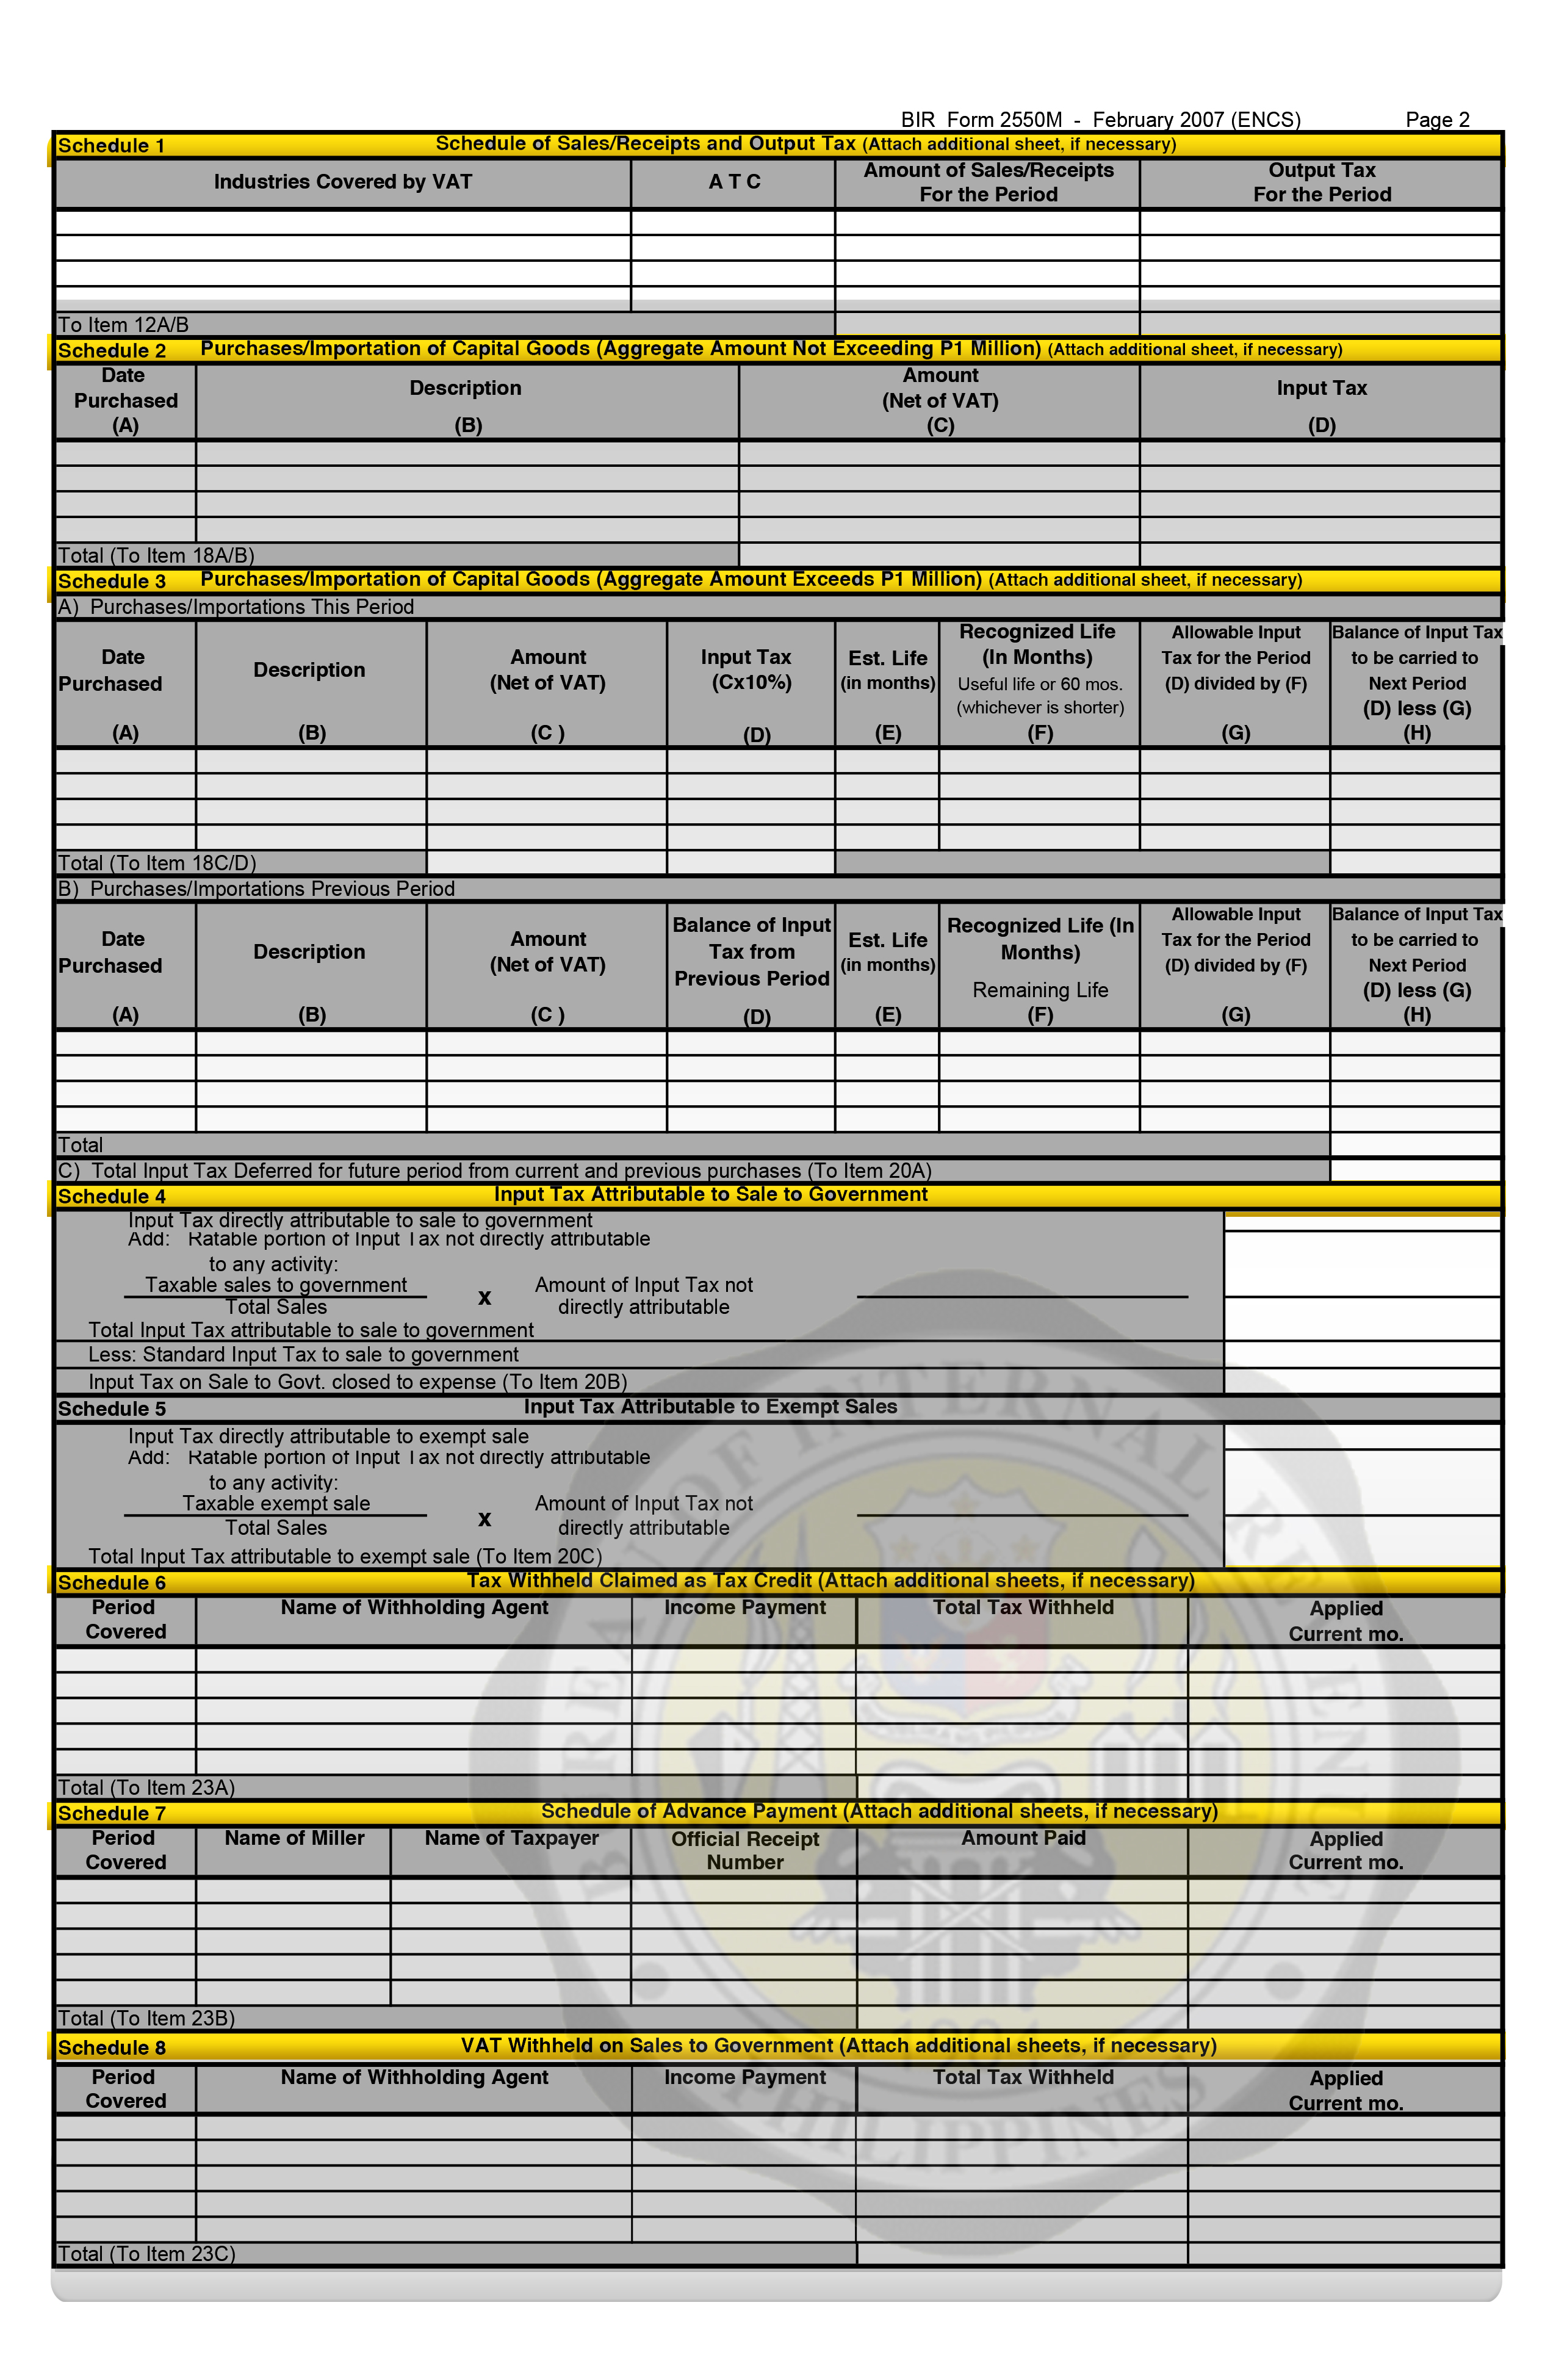 BIR Form 2550M - February 2007 (ENCS) Page 2
Schedule 1 Schedule of Sales/Receipts and Output Tax (Attach additional sheet, if necessary)
Industries Covered by VAT A T C Amount of Sales/Receipts For the Period Output Tax For the Period
To Item 12A/B
Schedule 2 Purchases/Importation of Capital Goods (Aggregate Amount Not Exceeding P1 Million) (Attach additional sheet, if necessary)
Date Purchased (A) Description (B) Amount (Net of VAT) (C) Input Tax (D)
Total (To Item 18A/B)
Schedule 3 Purchases/Importation of Capital Goods (Aggregate Amount Exceeds P1 Million) (Attach additional sheet, if necessary)
A) Purchases/Importations This Period
Date Purchased (A) Description (B) Amount (Net of VAT) (C ) Input Tax (Cx10%) (D) Est. Life (in months) (E) Recognized Life (In Months) Useful life or 60 mos. (whichever is shorter) (F) Allowable Input Tax for the Period (D) divided by (F) (G) Balance of Input Tax to be carried to Next Period (D) less (G) (H)
Total (To Item 18C/D)
B) Purchases/Importations Previous Period
Date Purchased (A) Description (B) Amount (Net of VAT) (C ) Balance of Input Tax from Previous Period (D) Est. Life (in months) (E) Recognized Life (In Months) Remaining Life (F) Allowable Input Tax for the Period (D) divided by (F) (G) Balance of Input Tax to be carried to Next Period (D) less (G) (H)
Total
C) Total Input Tax Deferred for future period from current and previous purchases (To Item 20A)
Schedule 4 Input Tax Attributable to Sale to Government
Input Tax directly attributable to sale to government
Add: Ratable portion of Input Tax not directly attributable
to any activity:
Taxable sales to government x Amount of Input Tax not
Total Sales directly attributable
Total Input Tax attributable to sale to government
Less: Standard Input Tax to sale to government
Input Tax on Sale to Govt. closed to expense (To Item 20B)
Schedule 5 Input Tax Attributable to Exempt Sales
Input Tax directly attributable to exempt sale
Add: Ratable portion of Input Tax not directly attributable
to any activity:
Taxable exempt sale x Amount of Input Tax not
Total Sales directly attributable
Total Input Tax attributable to exempt sale (To Item 20C)
Schedule 6 Tax Withheld Claimed as Tax Credit (Attach additional sheets, if necessary)
Period Covered Name of Withholding Agent Income Payment Total Tax Withheld Applied Current mo.
Total (To Item 23A)
Schedule 7 Schedule of Advance Payment (Attach additional sheets, if necessary)
Period Covered Name of Miller Name of Taxpayer Official Receipt Number Amount Paid Applied Current mo.
Total (To Item 23B)
Schedule 8 VAT Withheld on Sales to Government (Attach additional sheets, if necessary)
Period Covered Name of Withholding Agent Income Payment Total Tax Withheld Applied Current mo.
Total (To Item 23C)
BUREAU OF INTERNAL REVENUE
PHILIPPINES